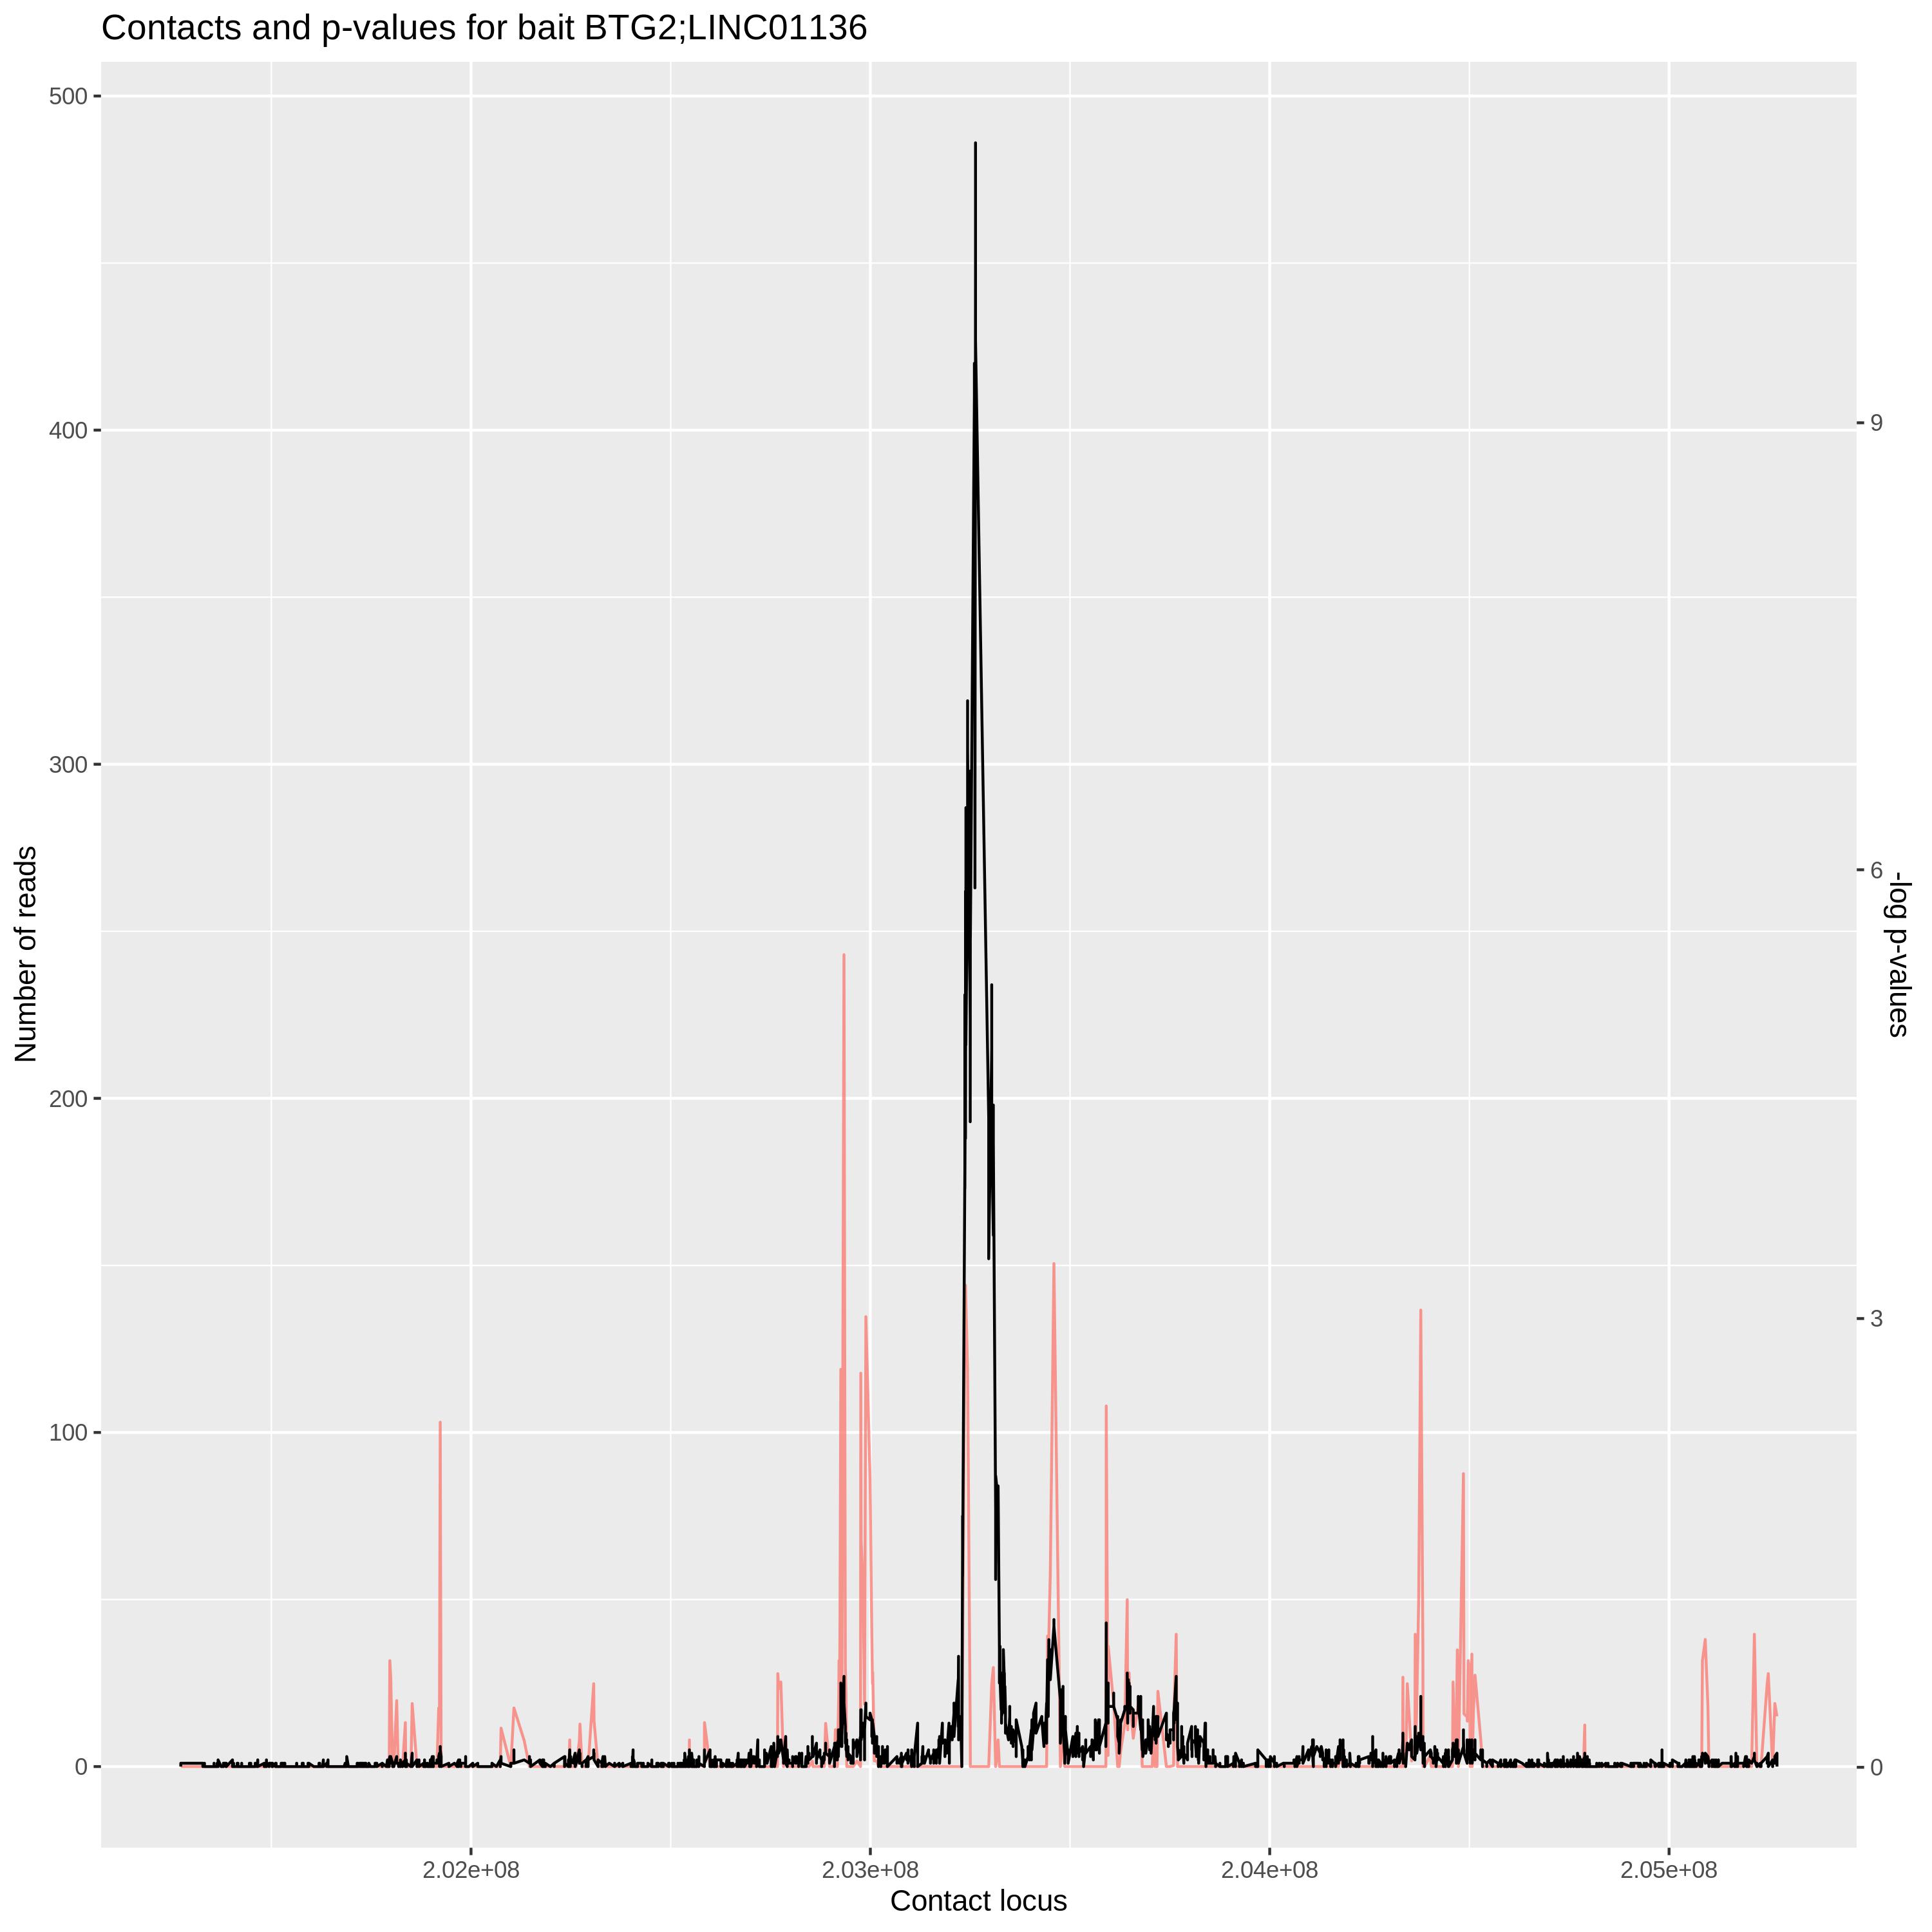 Contacts and p-values for bait BTG2;LINC01136
500
400
300
200
100
0
Number of reads
9
6
3
0
-log p-values
2.02e+08 2.03e+08 2.04e+08 2.05e+08
Contact locus